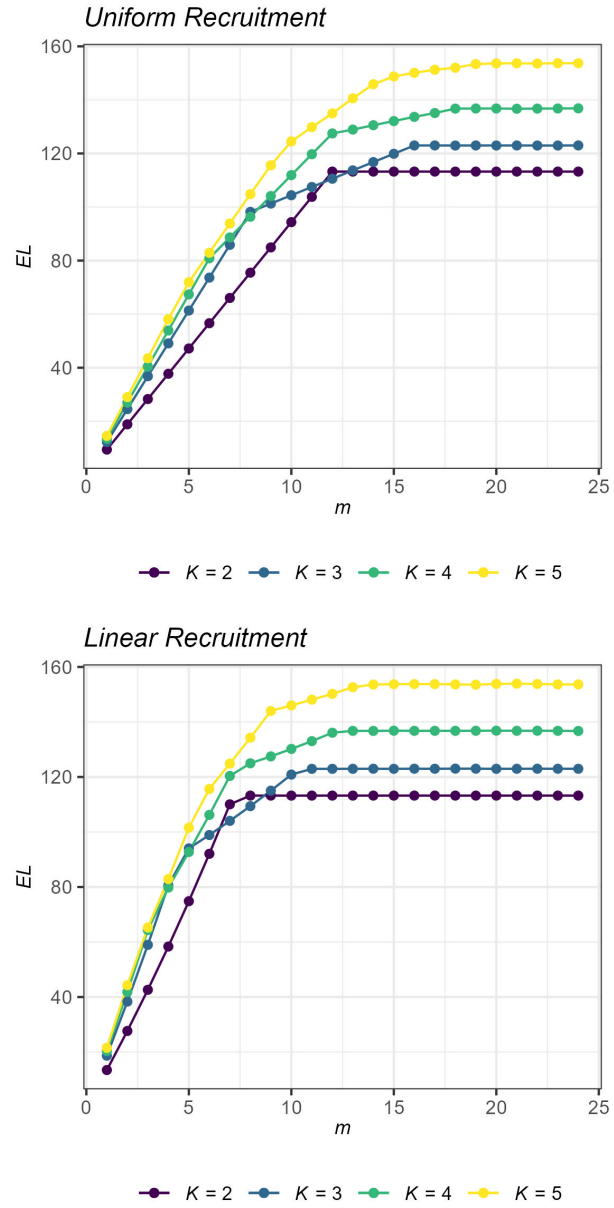 Uniform Recruitment
160
120
80
40
EL
0 5 10 15 20 25
m
K = 2 K = 3 K = 4 K = 5
Linear Recruitment
160
120
80
40
EL
0 5 10 15 20 25
m
K = 2 K = 3 K = 4 K = 5